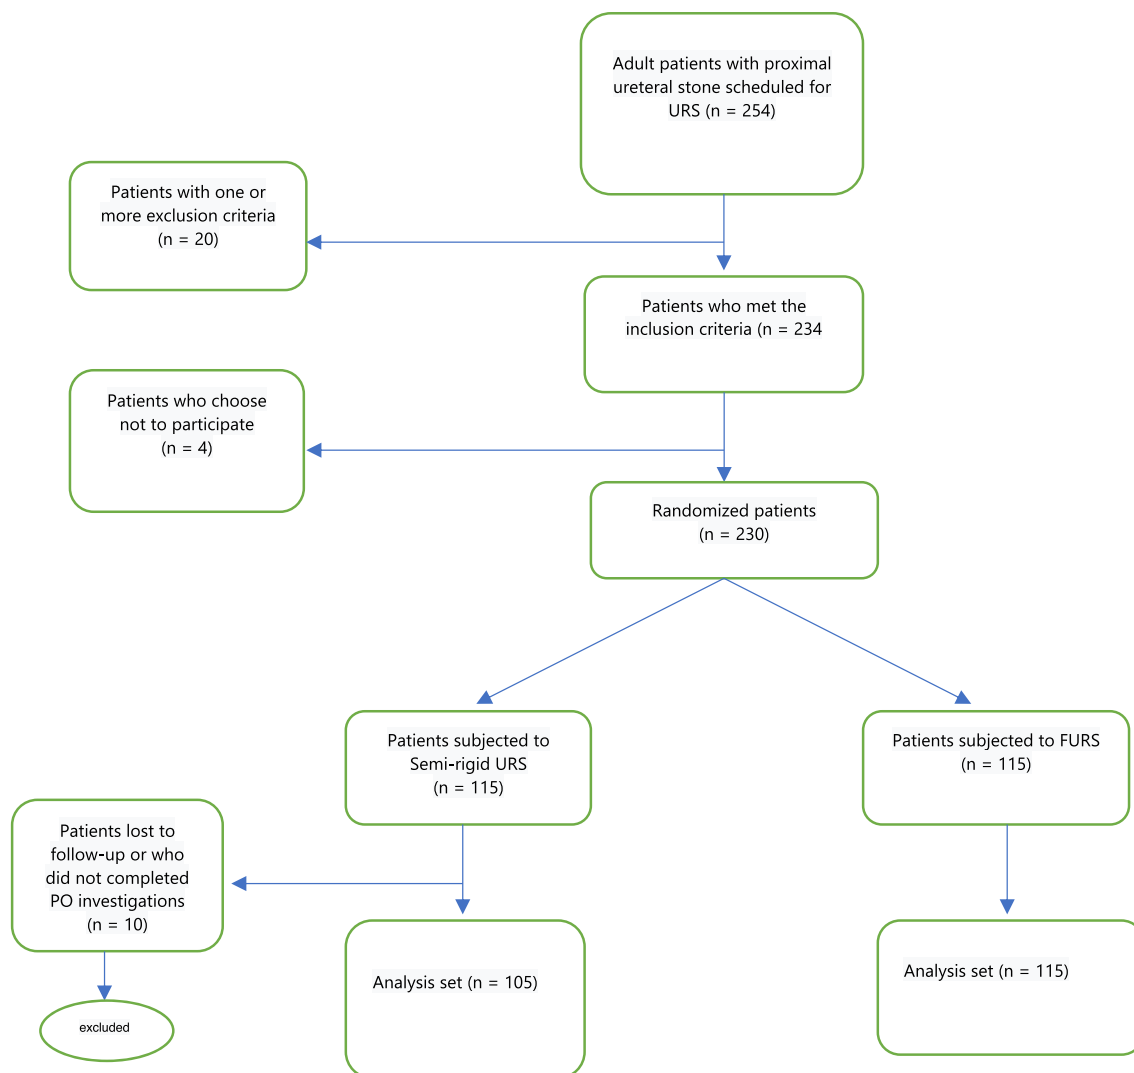 Adult patients with proximal
ureteral stone scheduled for
URS (n = 254)
Patients with one or
more exclusion criteria
(n = 20)
Patients who met the
inclusion criteria (n = 234
Patients who choose
not to participate
(n = 4)
Randomized patients
(n = 230)
Patients subjected to
Semi-rigid URS
(n = 115)
Patients subjected to FURS
(n = 115)
Patients lost to
follow-up or who
did not completed
PO investigations
(n = 10)
Analysis set (n = 105)
Analysis set (n = 115)
excluded